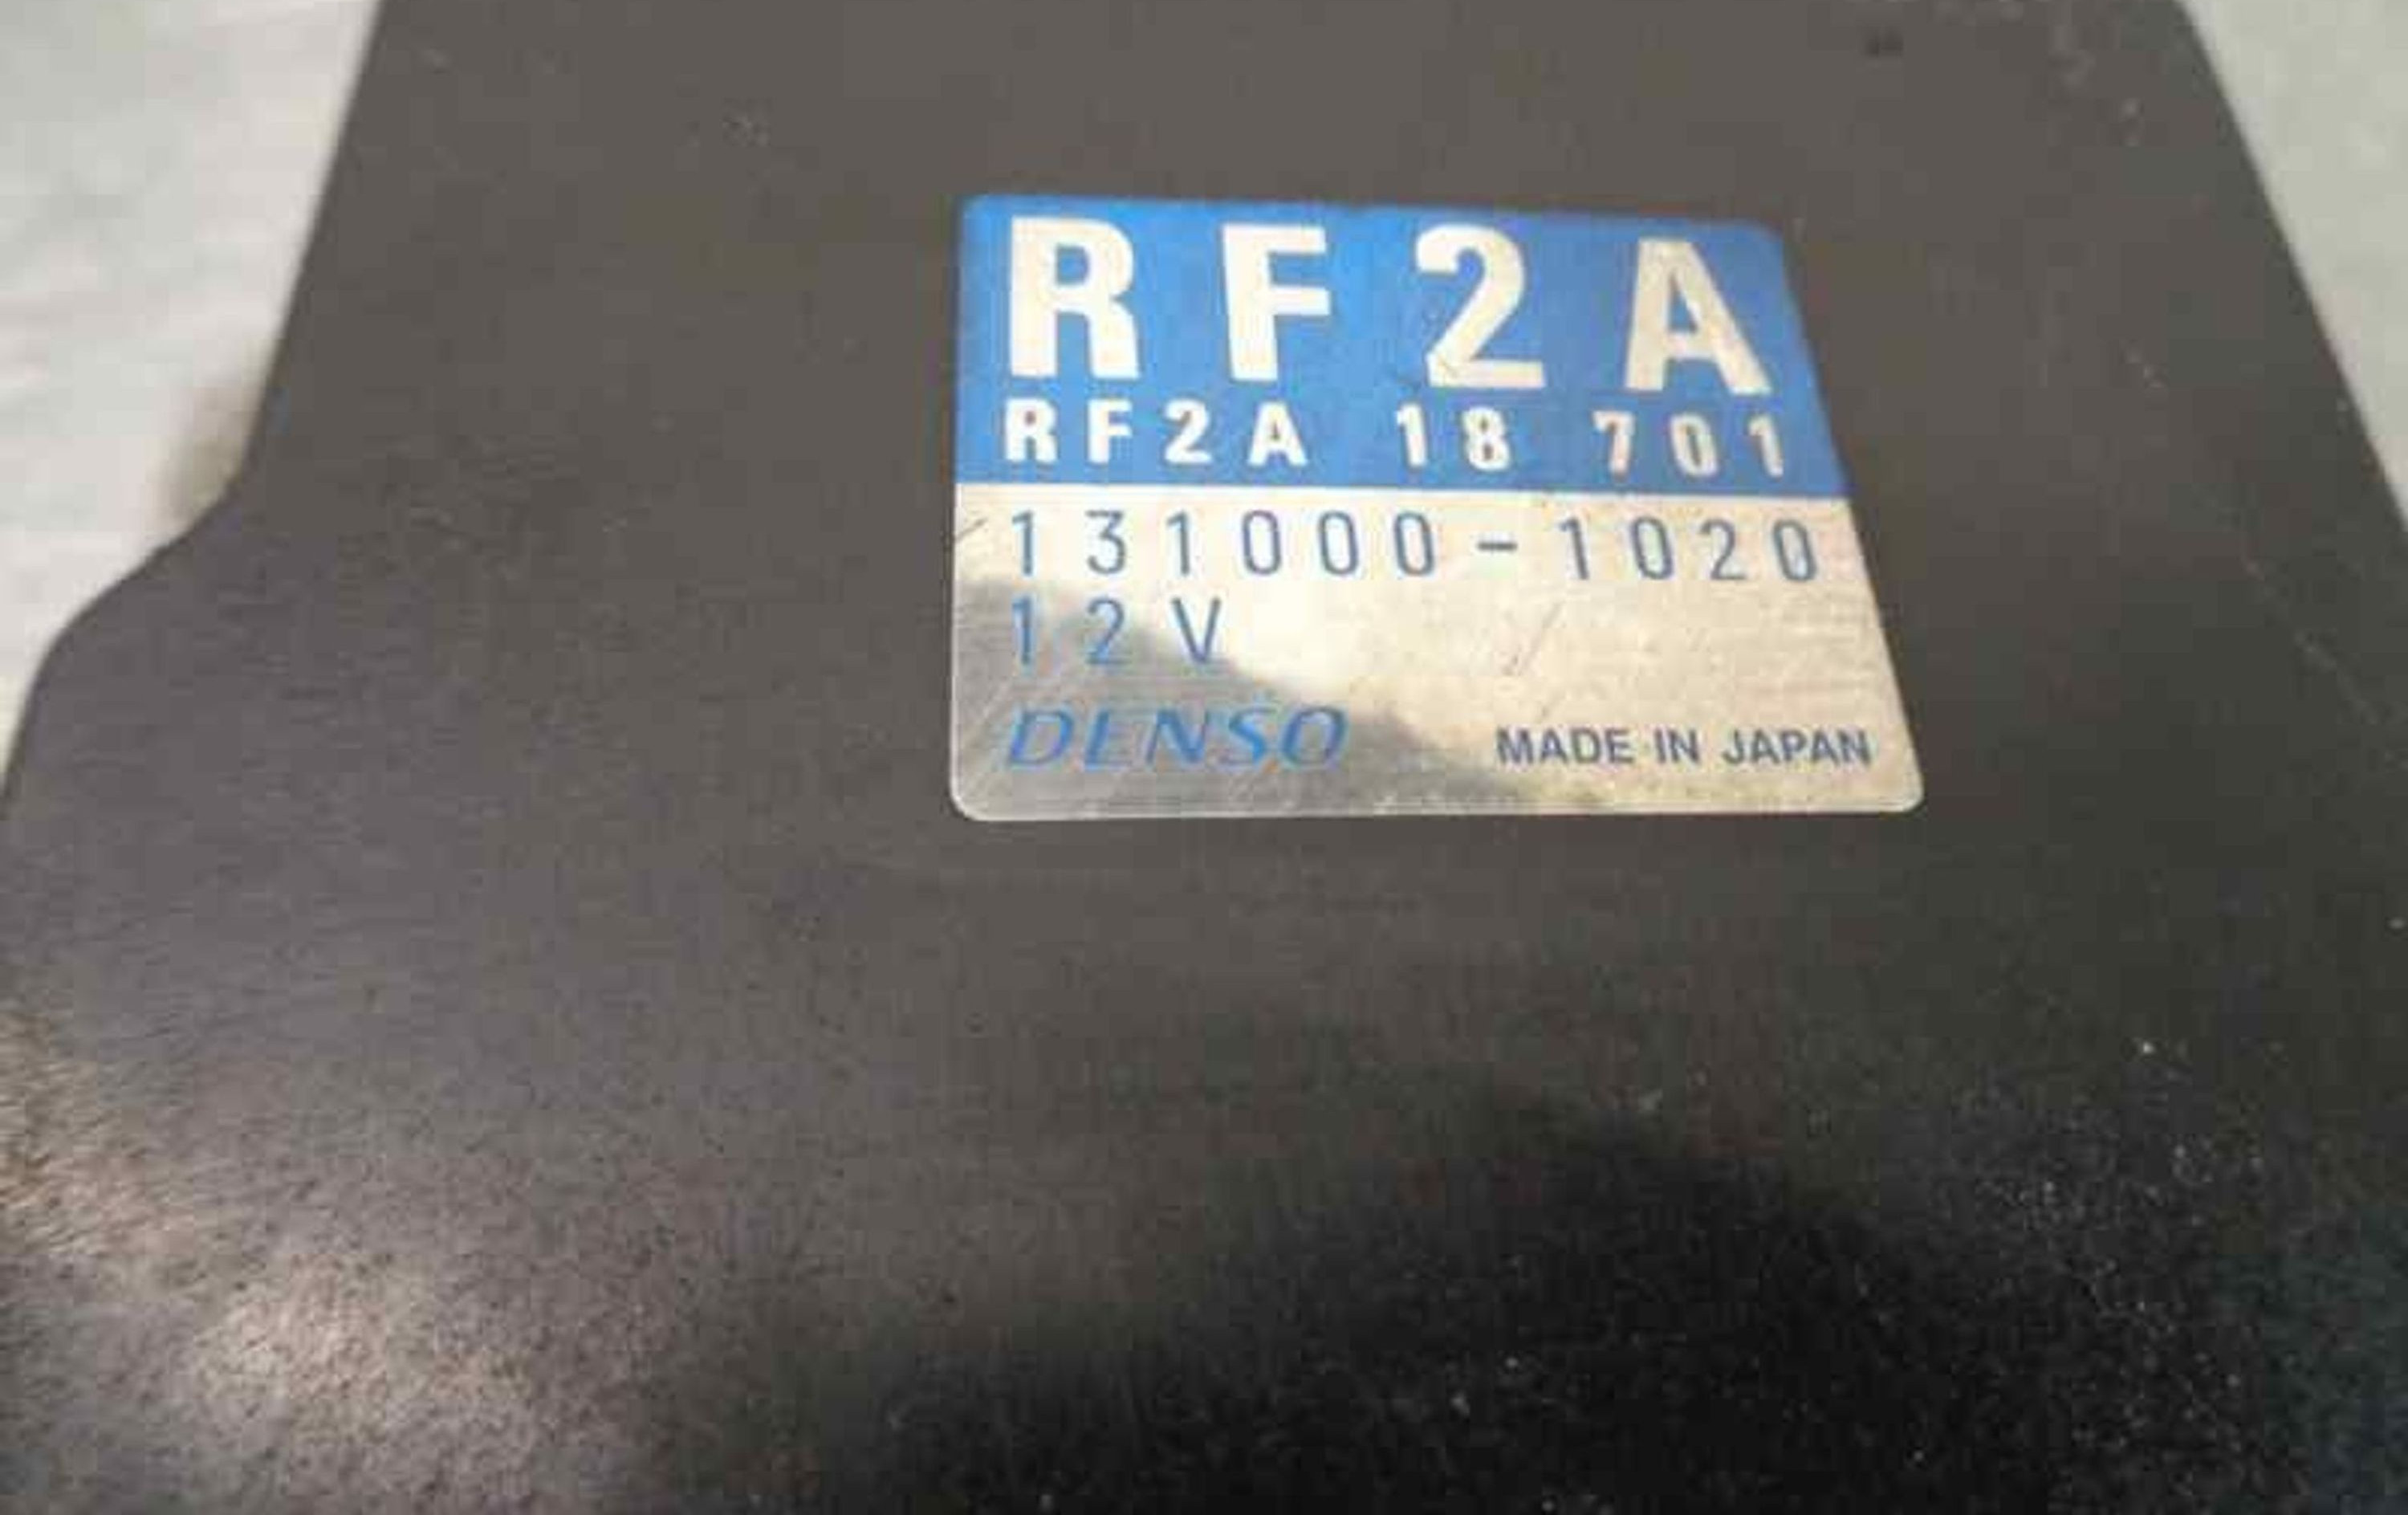 RF2A
RF2A 18 701
131000-1020
12V
DENSO MADE IN JAPAN